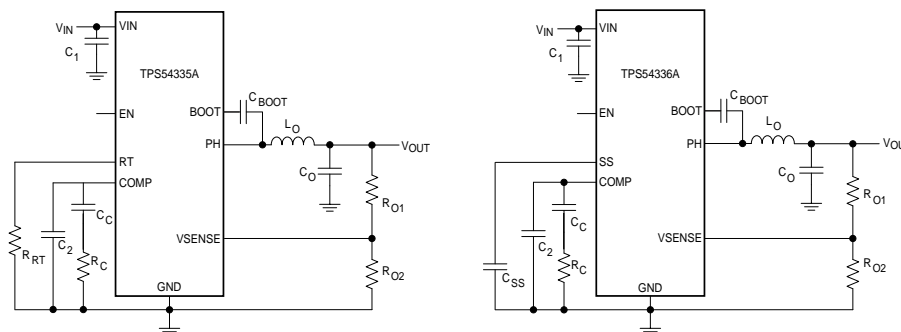 VIN VIN
C1
TPS54335A
EN
BOOT CBOOT
LO
PH VOUT
RT
CO
COMP
RO1
CC
C2
RRT RC
VSENSE
RO2
GND
VIN VIN
C1
TPS54336A
EN
BOOT CBOOT
LO
PH VOU
SS
CO
COMP
RO1
CC
C2
RC
CSS
VSENSE
RO2
GND